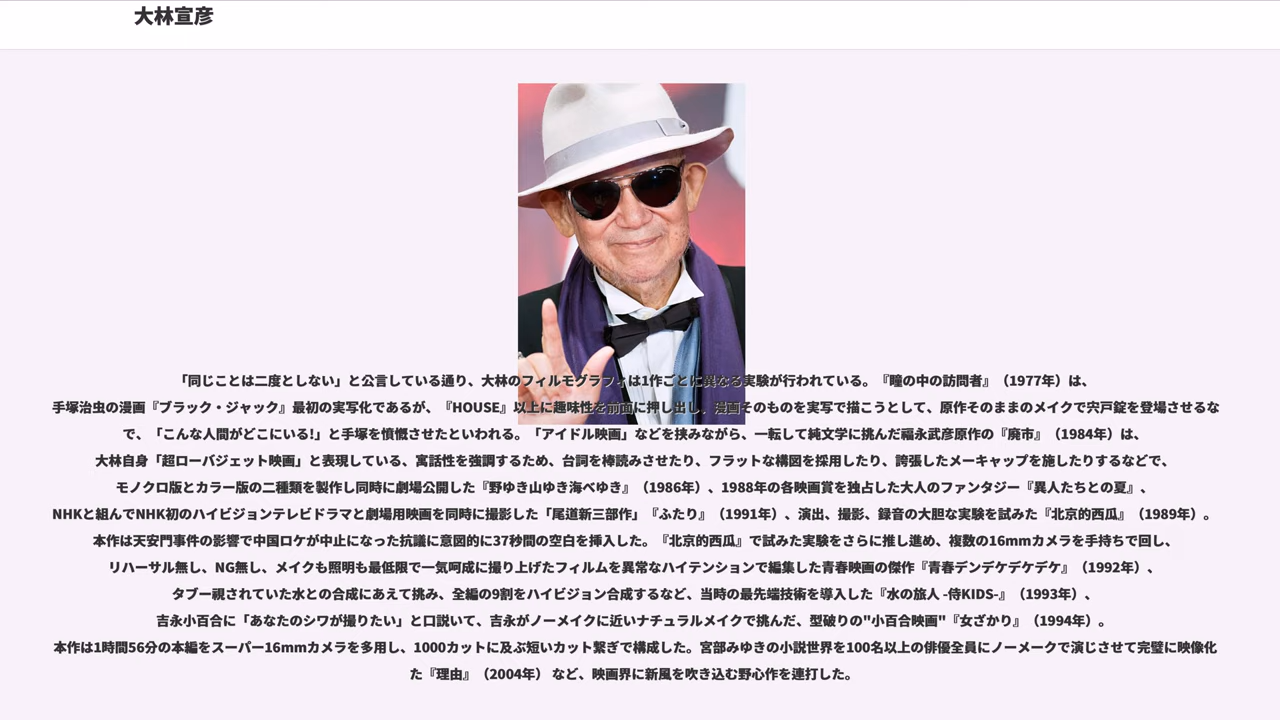 大林宣彦
「同じことは二度としない」と公言している通り、大林のフィルモグラフィは1作ごとに異なる実験が行われている。『瞳の中の訪問者』（1977年）は、
手塚治虫の漫画『ブラック・ジャック』最初の実写化であるが、『HOUSE』以上に趣味性を前面に押し出し、漫画そのものを実写で描こうとして、原作そのままのメイクで宍戸錠を登場させるな
で、「こんな人間がどこにいる!」と手塚を憤慨させたといわれる。「アイドル映画」などを挟みながら、一転して純文学に挑んだ福永武彦原作の『廃市』（1984年）は、
大林自身「超ローバジェット映画」と表現している、寓話性を強調するため、台詞を棒読みさせたり、フラットな構図を採用したり、誇張したメーキャップを施したりするなどで、
モノクロ版とカラー版の二種類を製作し同時に劇場公開した『野ゆき山ゆき海べゆき』（1986年）、1988年の各映画賞を独占した大人のファンタジー『異人たちとの夏』、
NHKと組んでNHK初のハイビジョンテレビドラマと劇場用映画を同時に撮影した「尾道新三部作」『ふたり』（1991年）、演出、撮影、録音の大胆な実験を試みた『北京的西瓜』（1989年）。
本作は天安門事件の影響で中国ロケが中止になった抗議に意図的に37秒間の空白を挿入した。『北京的西瓜』で試みた実験をさらに推し進め、複数の16mmカメラを手持ちで回し、
リハーサル無し、NG無し、メイクも照明も最低限で一気呵成に撮り上げたフィルムを異常なハイテンションで編集した青春映画の傑作『青春デンデケデケデケ』（1992年）、
タブー視されていた水との合成にあえて挑み、全編の9割をハイビジョン合成するなど、当時の最先端技術を導入した『水の旅人 -侍KIDS-』（1993年）、
吉永小百合に「あなたのシワが撮りたい」と口説いて、吉永がノーメイクに近いナチュラルメイクで挑んだ、型破りの"小百合映画"『女ざかり』（1994年）。
本作は1時間56分の本編をスーパー16mmカメラを多用し、1000カットに及ぶ短いカット繋ぎで構成した。宮部みゆきの小説世界を100名以上の俳優全員にノーメークで演じさせて完璧に映像化
た『理由』（2004年） など、映画界に新風を吹き込む野心作を連打した。